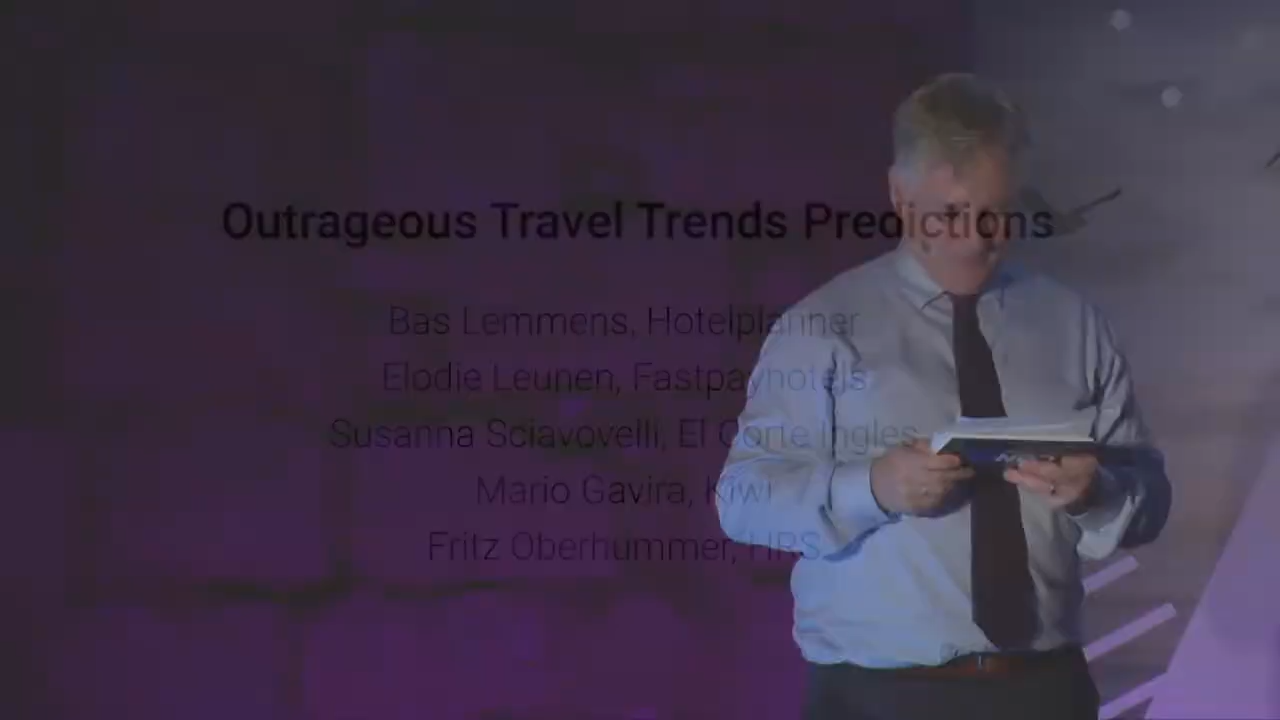 Outrageous Travel Trends Predictions
Bas Lemmens, Hotelplanner
Elodie Leunen, Fastpayhotels
Susanna Sciavovelli, El Corte Ingles
Mario Gavira, Kiwi
Fritz Oberhummer, HRS